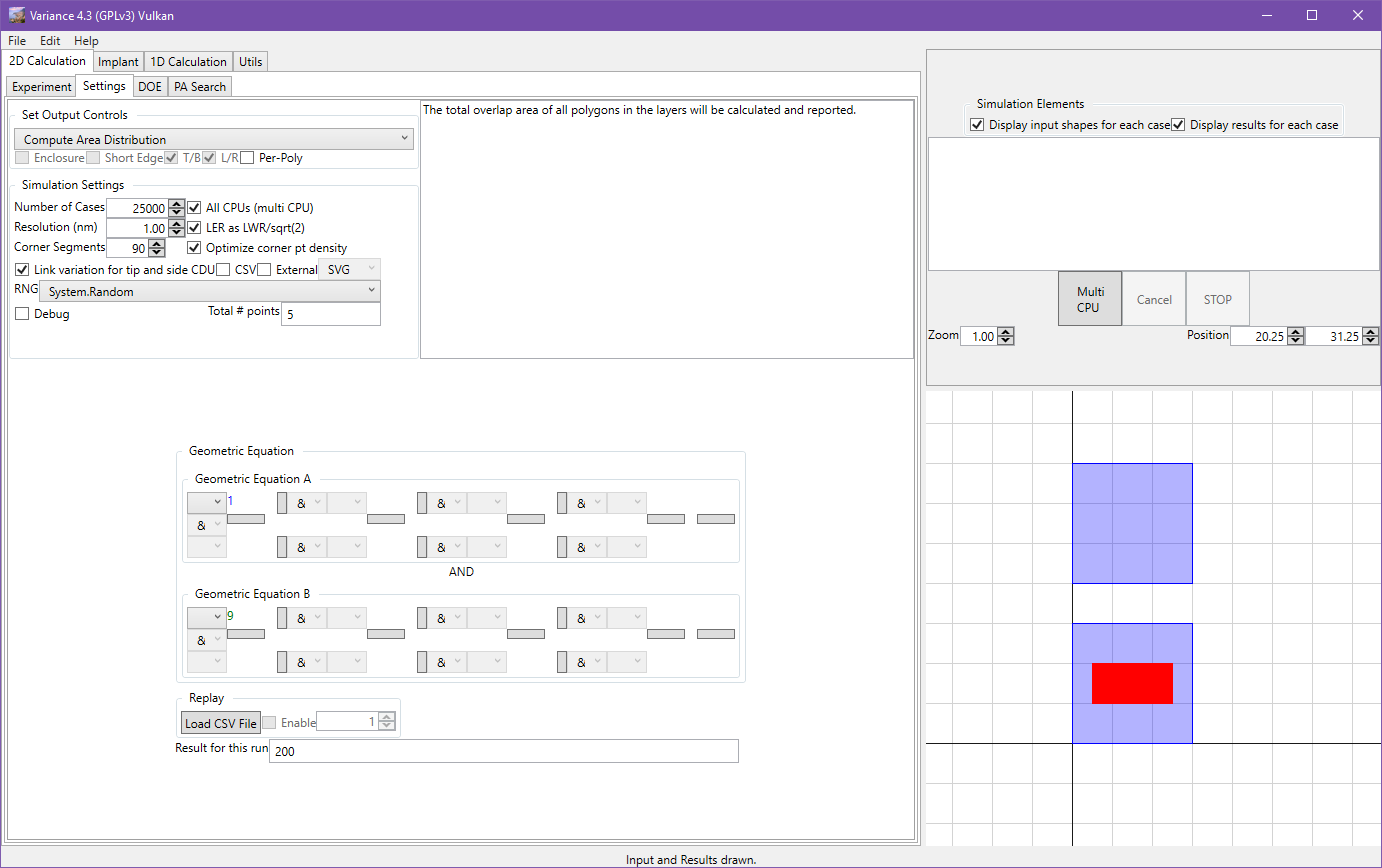 Variance 4.3 (GPLv3) Vulkan
File Edit Help
2D Calculation Implant 1D Calculation Utils
Experiment Settings DOE PA Search
Set Output Controls
Compute Area Distribution
Enclosure Short Edge T/B L/R Per-Poly
The total overlap area of all polygons in the layers will be calculated and reported.
Simulation Settings
Number of Cases 25000 All CPUs (multi CPU)
Resolution (nm) 1.00 LER as LWR/sqrt(2)
Corner Segments 90 Optimize corner pt density
Link variation for tip and side CDU CSV External SVG
RNG System.Random
Debug Total # points 5
Geometric Equation
Geometric Equation A
1 & & &
&
& & &
AND
Geometric Equation B
9 & & &
&
& & &
Replay
Load CSV File Enable 1
Result for this run 200
Simulation Elements
Display input shapes for each case Display results for each case
Multi CPU Cancel STOP
Zoom 1.00 Position 20.25 31.25
Input and Results drawn.